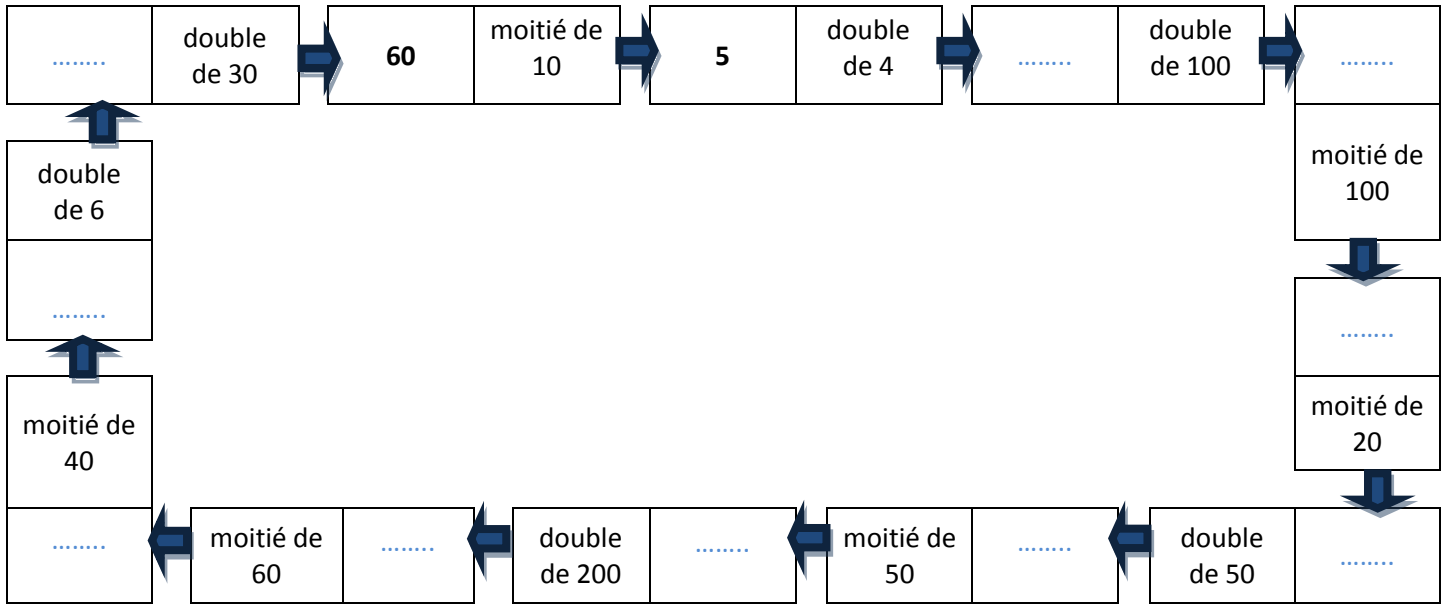 ........
double
de 30
60
moitié de
10
5
double
de 4
........
double
de 100
........
moitié de
100
........
moitié de
20
........
double
de 50
........
moitié de
50
........
double
de 200
........
moitié de
60
........
moitié de
40
........
double
de 6